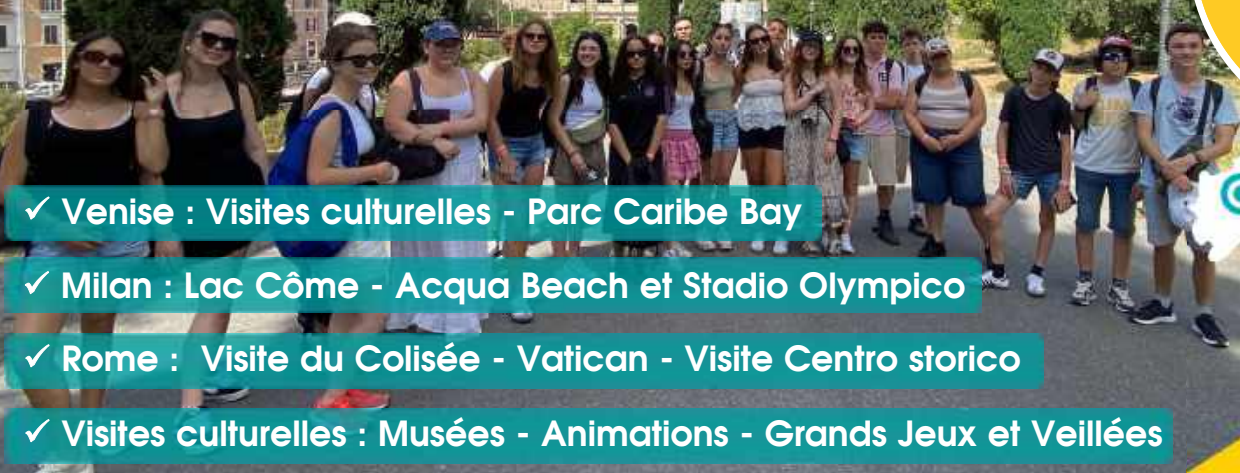 ✓ Venise : Visites culturelles - Parc Caribe Bay
✓ Milan : Lac Côme - Acqua Beach et Stadio Olympico
✓ Rome : Visite du Colisée - Vatican - Visite Centro storico
✓ Visites culturelles : Musées - Animations - Grands Jeux et Veillées